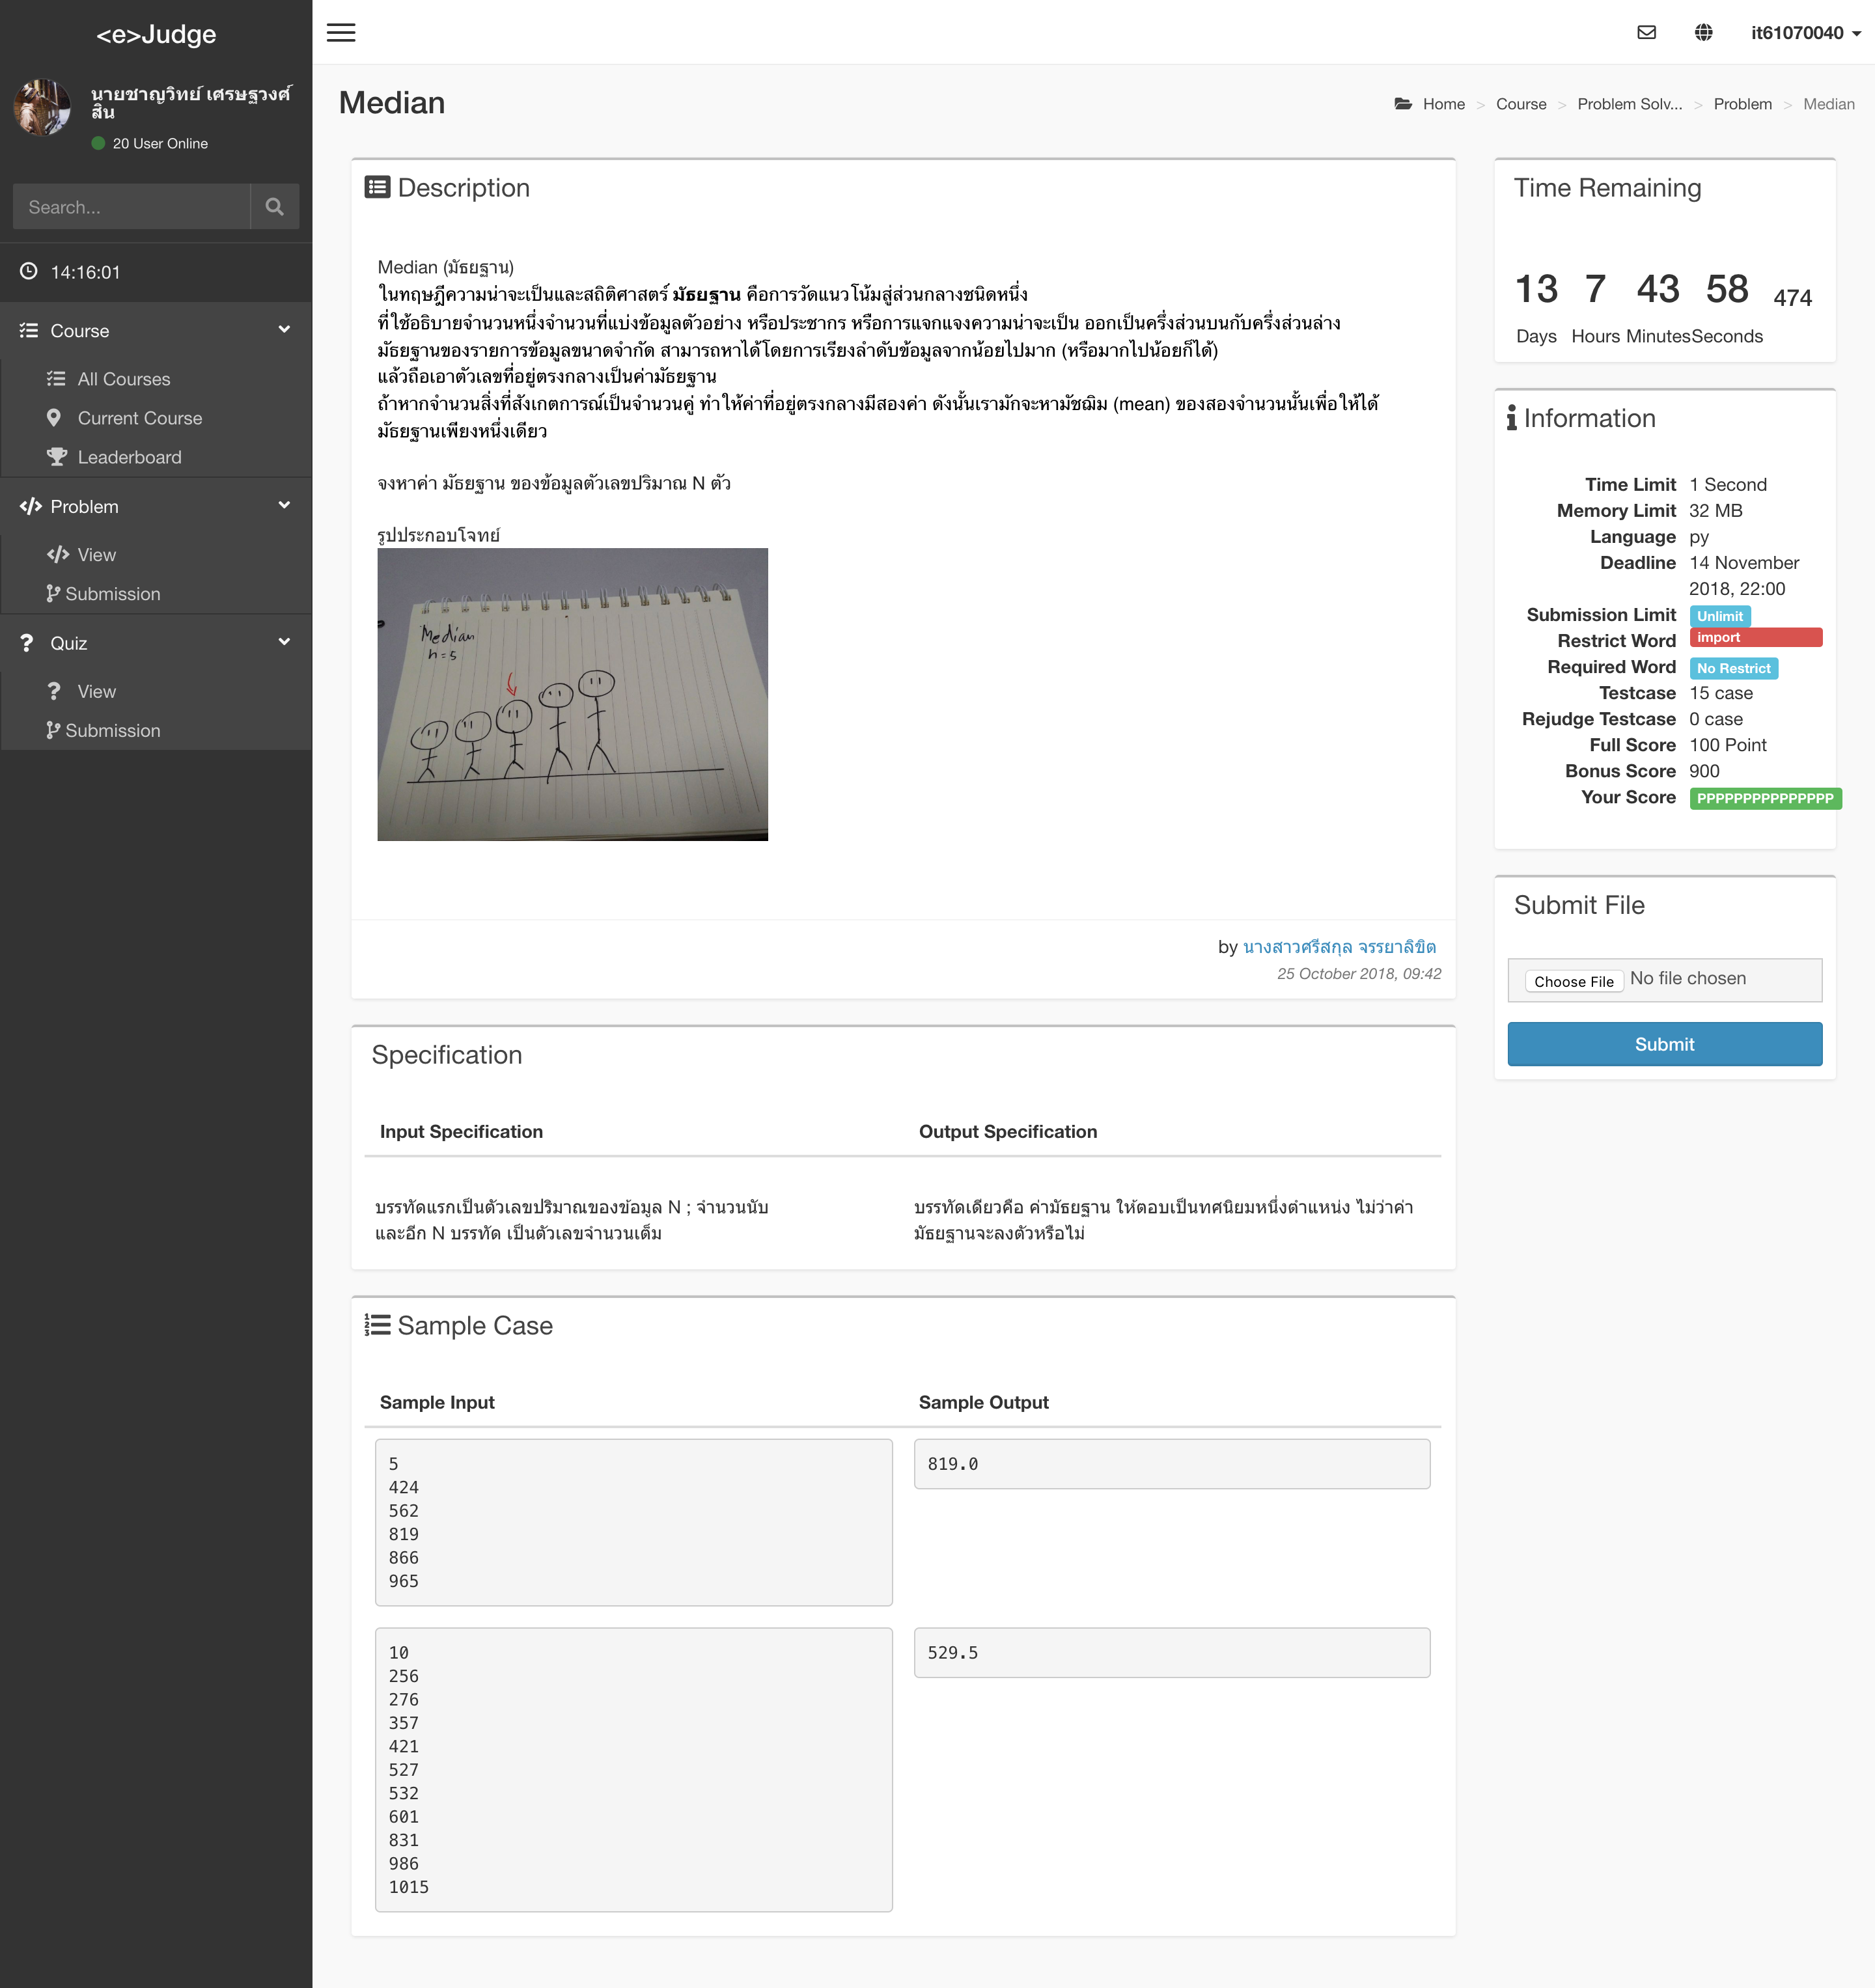 <e>Judge
it61070040
นายชาญวิทย์ เศรษฐวงศ์
สิน
20 User Online
Search...
14:16:01
Course
All Courses
Current Course
Leaderboard
Problem
View
Submission
Quiz
View
Submission
Median
Home > Course > Problem Solv... > Problem > Median
Description
Median (มัธยฐาน)
ในทฤษฎีความน่าจะเป็นและสถิติศาสตร์ มัธยฐาน คือการวัดแนวโน้มสู่ส่วนกลางชนิดหนึ่ง
ที่ใช้อธิบายจำนวนหนึ่งจำนวนที่แบ่งข้อมูลตัวอย่าง หรือประชากร หรือการแจกแจงความน่าจะเป็น ออกเป็นครึ่งส่วนบนกับครึ่งส่วนล่าง
มัธยฐานของรายการข้อมูลขนาดจำกัด สามารถหาได้โดยการเรียงลำดับข้อมูลจากน้อยไปมาก (หรือมากไปน้อยก็ได้)
แล้วถือเอาตัวเลขที่อยู่ตรงกลางเป็นค่ามัธยฐาน
ถ้าหากจำนวนสิ่งที่สังเกตการณ์เป็นจำนวนคู่ ทำให้ค่าที่อยู่ตรงกลางมีสองค่า ดังนั้นเรามักจะหามัชฌิม (mean) ของสองจำนวนนั้นเพื่อให้ได้
มัธยฐานเพียงหนึ่งเดียว
จงหาค่า มัธยฐาน ของข้อมูลตัวเลขปริมาณ N ตัว
รูปประกอบโจทย์
Median
n = 5
by นางสาวศรีสกุล จรรยาลิขิต
25 October 2018, 09:42
Specification
Input Specification
Output Specification
บรรทัดแรกเป็นตัวเลขปริมาณของข้อมูล N ; จำนวนนับ
และอีก N บรรทัด เป็นตัวเลขจำนวนเต็ม
บรรทัดเดียวคือ ค่ามัธยฐาน ให้ตอบเป็นทศนิยมหนึ่งตำแหน่ง ไม่ว่าค่า
มัธยฐานจะลงตัวหรือไม่
Sample Case
Sample Input
Sample Output
5
424
562
819
866
965
819.0
10
256
276
357
421
527
532
601
831
986
1015
529.5
Time Remaining
13 7 43 58 474
Days Hours Minutes Seconds
Information
Time Limit 1 Second
Memory Limit 32 MB
Language py
Deadline 14 November
2018, 22:00
Submission Limit Unlimit
Restrict Word import
Required Word No Restrict
Testcase 15 case
Rejudge Testcase 0 case
Full Score 100 Point
Bonus Score 900
Your Score PPPPPPPPPPPPPPP
Submit File
Choose File No file chosen
Submit